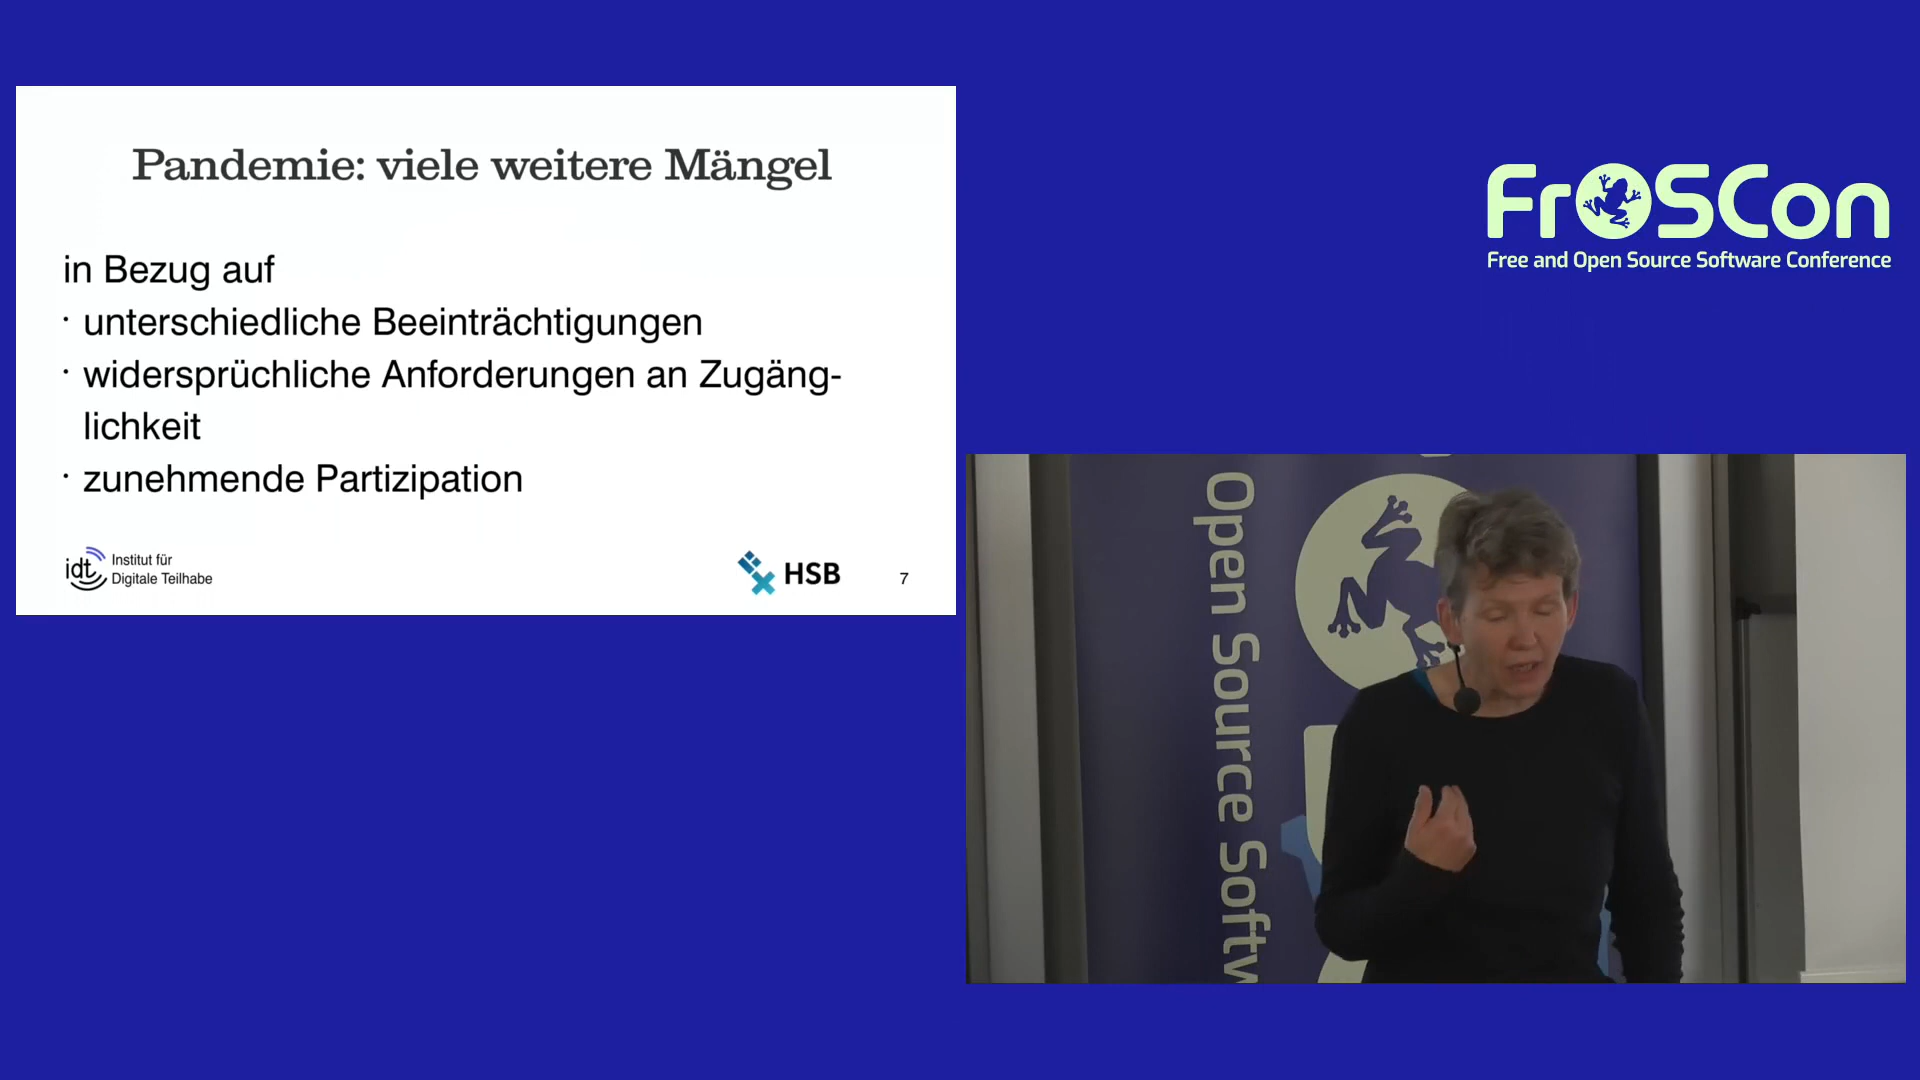 Pandemie: viele weitere Mängel
in Bezug auf
· unterschiedliche Beeinträchtigungen
· widersprüchliche Anforderungen an Zugäng-
lichkeit
· zunehmende Partizipation
idt Institut für
Digitale Teilhabe
HSB
7
FrOSCon
Free and Open Source Software Conference
Open Source Softw